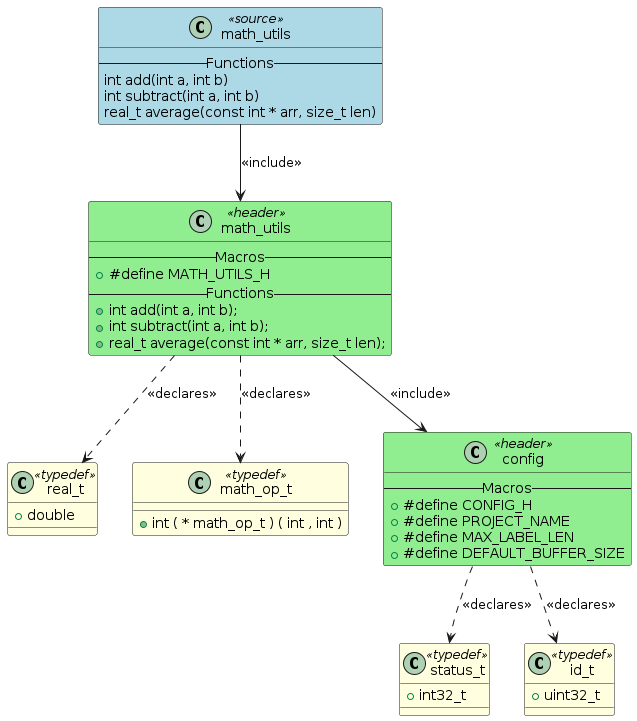 C «source»
math_utils
Functions
int add(int a, int b)
int subtract(int a, int b)
real_t average(const int * arr, size_t len)
«include»
C «header»
math_utils
Macros
#define MATH_UTILS_H
Functions
int add(int a, int b);
int subtract(int a, int b);
real_t average(const int * arr, size_t len);
«declares»
«declares»
«include»
C «typedef»
real_t
double
C «typedef»
math_op_t
int ( * math_op_t ) ( int , int )
C «header»
config
Macros
#define CONFIG_H
#define PROJECT_NAME
#define MAX_LABEL_LEN
#define DEFAULT_BUFFER_SIZE
«declares»
«declares»
C «typedef»
status_t
int32_t
C «typedef»
id_t
uint32_t